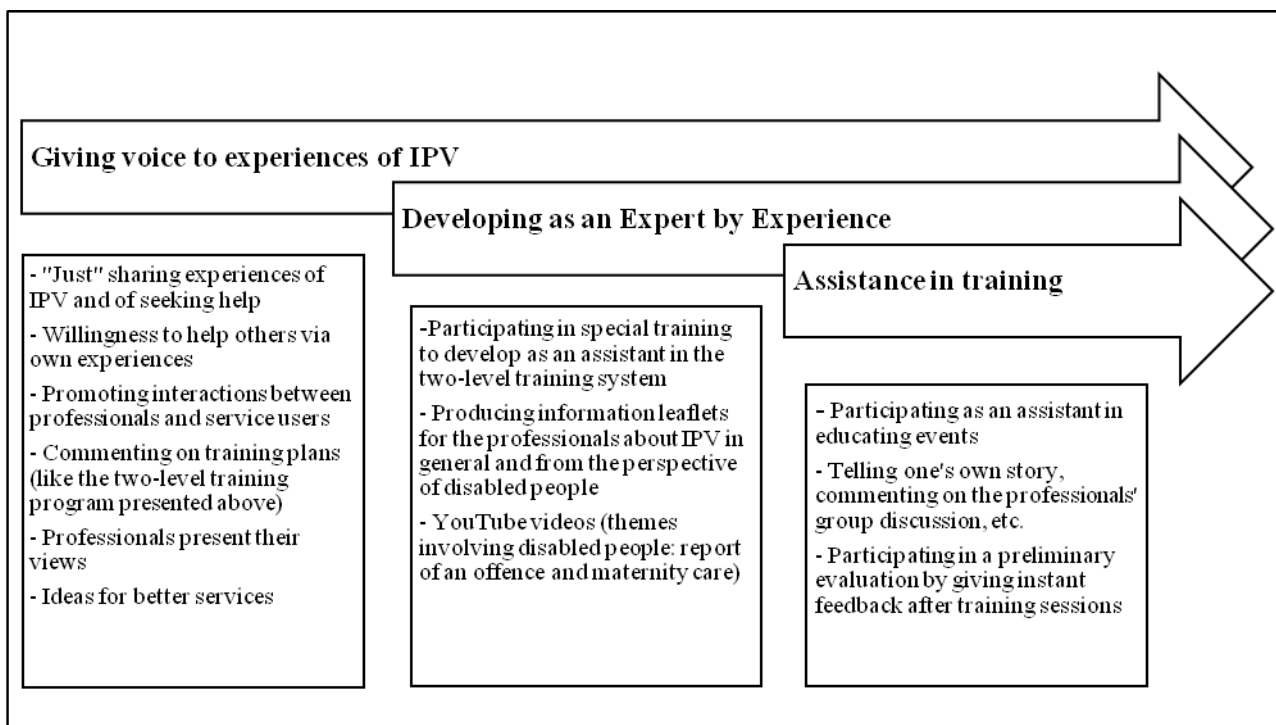 Giving voice to experiences of IPV
Developing as an Expert by Experience
Assistance in training
- "Just" sharing experiences of
IPV and of seeking help
- Willingness to help others via
own experiences
- Promoting interactions between
professionals and service users
- Commenting on training plans
(like the two-level training
program presented above)
- Professionals present their
views
- Ideas for better services
-Participating in special training
to develop as an assistant in the
two-level training system
- Producing information leaflets
for the professionals about IPV in
general and from the perspective
of disabled people
- YouTube videos (themes
involving disabled people: report
of an offence and maternity care)
- Participating as an assistant in
educating events
- Telling one's own story,
commenting on the professionals'
group discussion, etc.
- Participating in a preliminary
evaluation by giving instant
feedback after training sessions